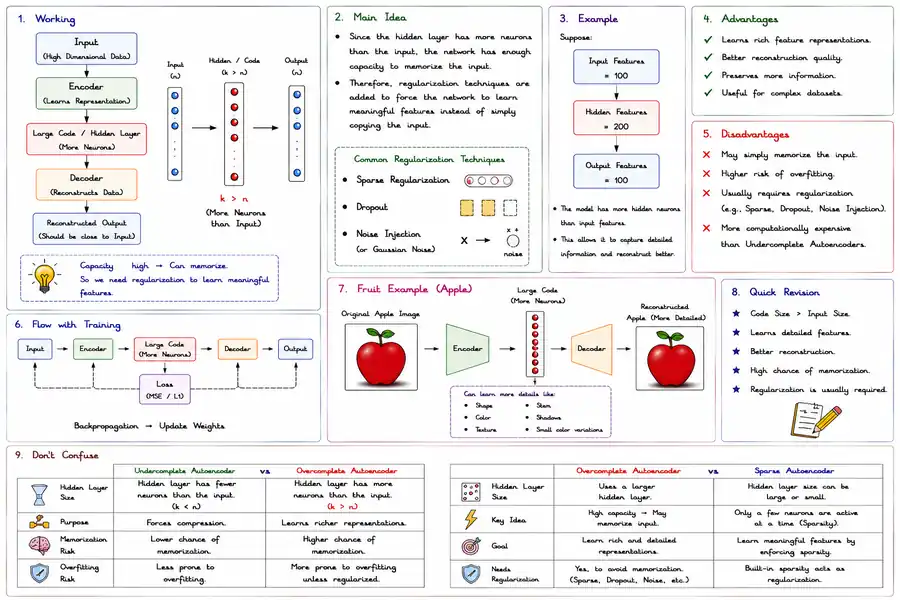 1. Working
Input
(High Dimensional Data)
Encoder
(Learns Representation)
Large Code / Hidden Layer
(More Neurons)
Decoder
(Reconstructs Data)
Reconstructed Output
(Should be close to Input)
Input
(n)
Hidden / Code
(k > n)
Output
(n)
k > n
(More Neurons
than Input)
Capacity high → Can memorize.
So we need regularization to learn meaningful
features.
2. Main Idea
• Since the hidden layer has more neurons
than the input, the network has enough
capacity to memorize the input.
• Therefore, regularization techniques are
added to force the network to learn
meaningful features instead of simply
copying the input.
Common Regularization Techniques
• Sparse Regularization
• Dropout
• Noise Injection
(or Gaussian Noise)
x
x +
noise
3. Example
Suppose:
Input Features
= 100
Hidden Features
= 200
Output Features
= 100
• The model has more hidden neurons
than input features.
• This allows it to capture detailed
information and reconstruct better.
4. Advantages
✓ Learns rich feature representations.
✓ Better reconstruction quality.
✓ Preserves more information.
✓ Useful for complex datasets.
5. Disadvantages
✗ May simply memorize the input.
✗ Higher risk of overfitting.
✗ Usually requires regularization
(e.g., Sparse, Dropout, Noise Injection).
✗ More computationally expensive
than Undercomplete Autoencoders.
6. Flow with Training
Input
Encoder
Large Code
(More Neurons)
Decoder
Output
Loss
(MSE / L1)
Backpropagation → Update Weights
7. Fruit Example (Apple)
Original Apple Image
Encoder
Large Code
(More Neurons)
Decoder
Reconstructed
Apple (More Detailed)
Can learn more details like:
• Shape
• Color
• Texture
• Stem
• Shadows
• Small color variations
8. Quick Revision
★ Code Size > Input Size.
★ Learns detailed features.
★ Better reconstruction.
★ High chance of memorization.
★ Regularization is usually required.
9. Don't Confuse
Undercomplete Autoencoder vs Overcomplete Autoencoder
Hidden Layer
Size
Hidden layer has fewer
neurons than the input.
(k < n)
Hidden layer has more
neurons than the input.
(k > n)
Purpose
Forces compression.
Learns richer representations.
Memorization
Risk
Lower chance of
memorization.
Higher chance of
memorization.
Overfitting
Risk
Less prone to
overfitting.
More prone to overfitting
unless regularized.
Overcomplete Autoencoder vs Sparse Autoencoder
Hidden Layer
Size
Uses a larger
hidden layer.
Hidden layer size can be
large or small.
Key Idea
High capacity → May
memorize input.
Only a few neurons are active
at a time (Sparsity).
Goal
Learn rich and detailed
representations.
Learn meaningful features by
enforcing sparsity.
Needs
Regularization
Yes, to avoid memorization.
(Sparse, Dropout, Noise, etc.)
Built-in sparsity acts as
regularization.